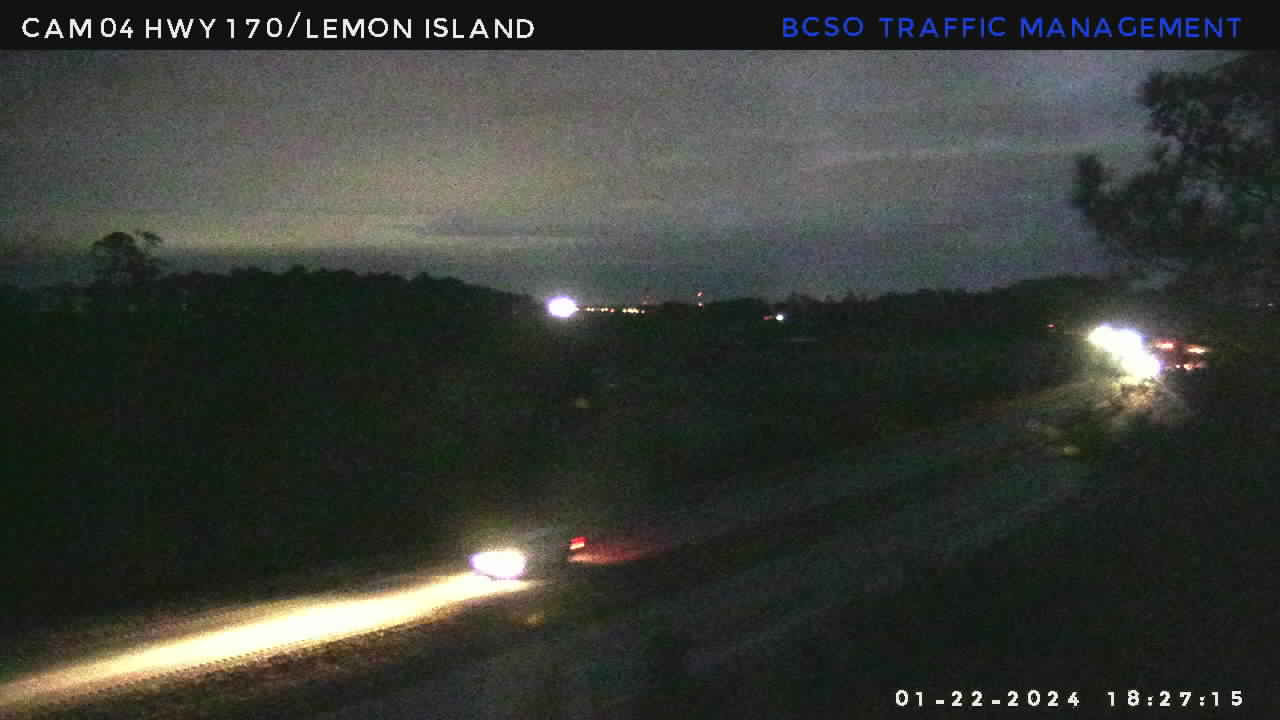 CAM04 HWY 170/LEMON ISLAND
BCSO TRAFFIC MANAGEMENT
01-22-2024 18:27:15